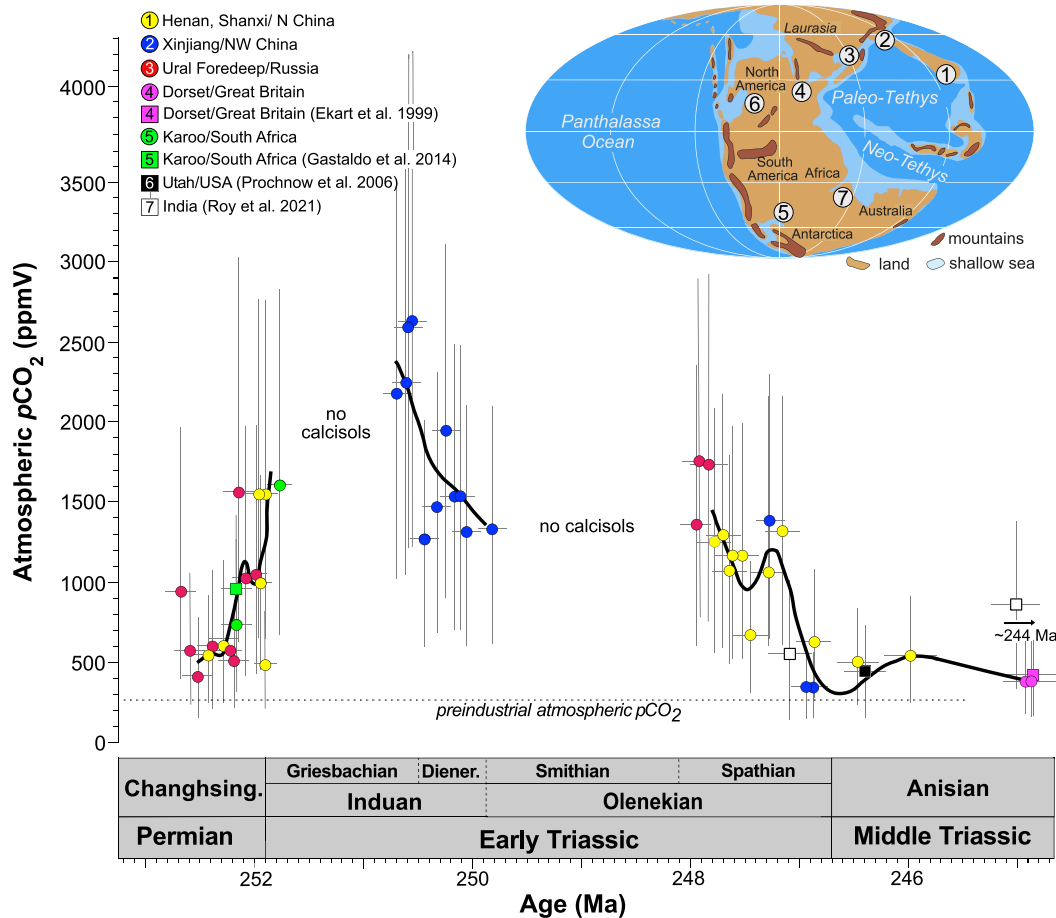 1 Henan, Shanxi/ N China
2 Xinjiang/NW China
3 Ural Foredeep/Russia
4 Dorset/Great Britain
4 Dorset/Great Britain (Ekart et al. 1999)
5 Karoo/South Africa
5 Karoo/South Africa (Gastaldo et al. 2014)
6 Utah/USA (Prochnow et al. 2006)
7 India (Roy et al. 2021)
Laurasia
2
3
1
North
America
4
6
Paleo-Tethys
Panthalassa
Ocean
Neo-Tethys
South
America
Africa
7
5
Australia
Antarctica
mountains
land
shallow sea
Atmospheric pCO2 (ppmV)
4000
3500
3000
2500
2000
1500
1000
500
0
no
calcisols
no calcisols
~244 Ma
preindustrial atmospheric pCO2
Changhsing.
Griesbachian
Diener.
Smithian
Spathian
Anisian
Induan
Olenekian
Permian
Early Triassic
Middle Triassic
252
250
248
246
Age (Ma)